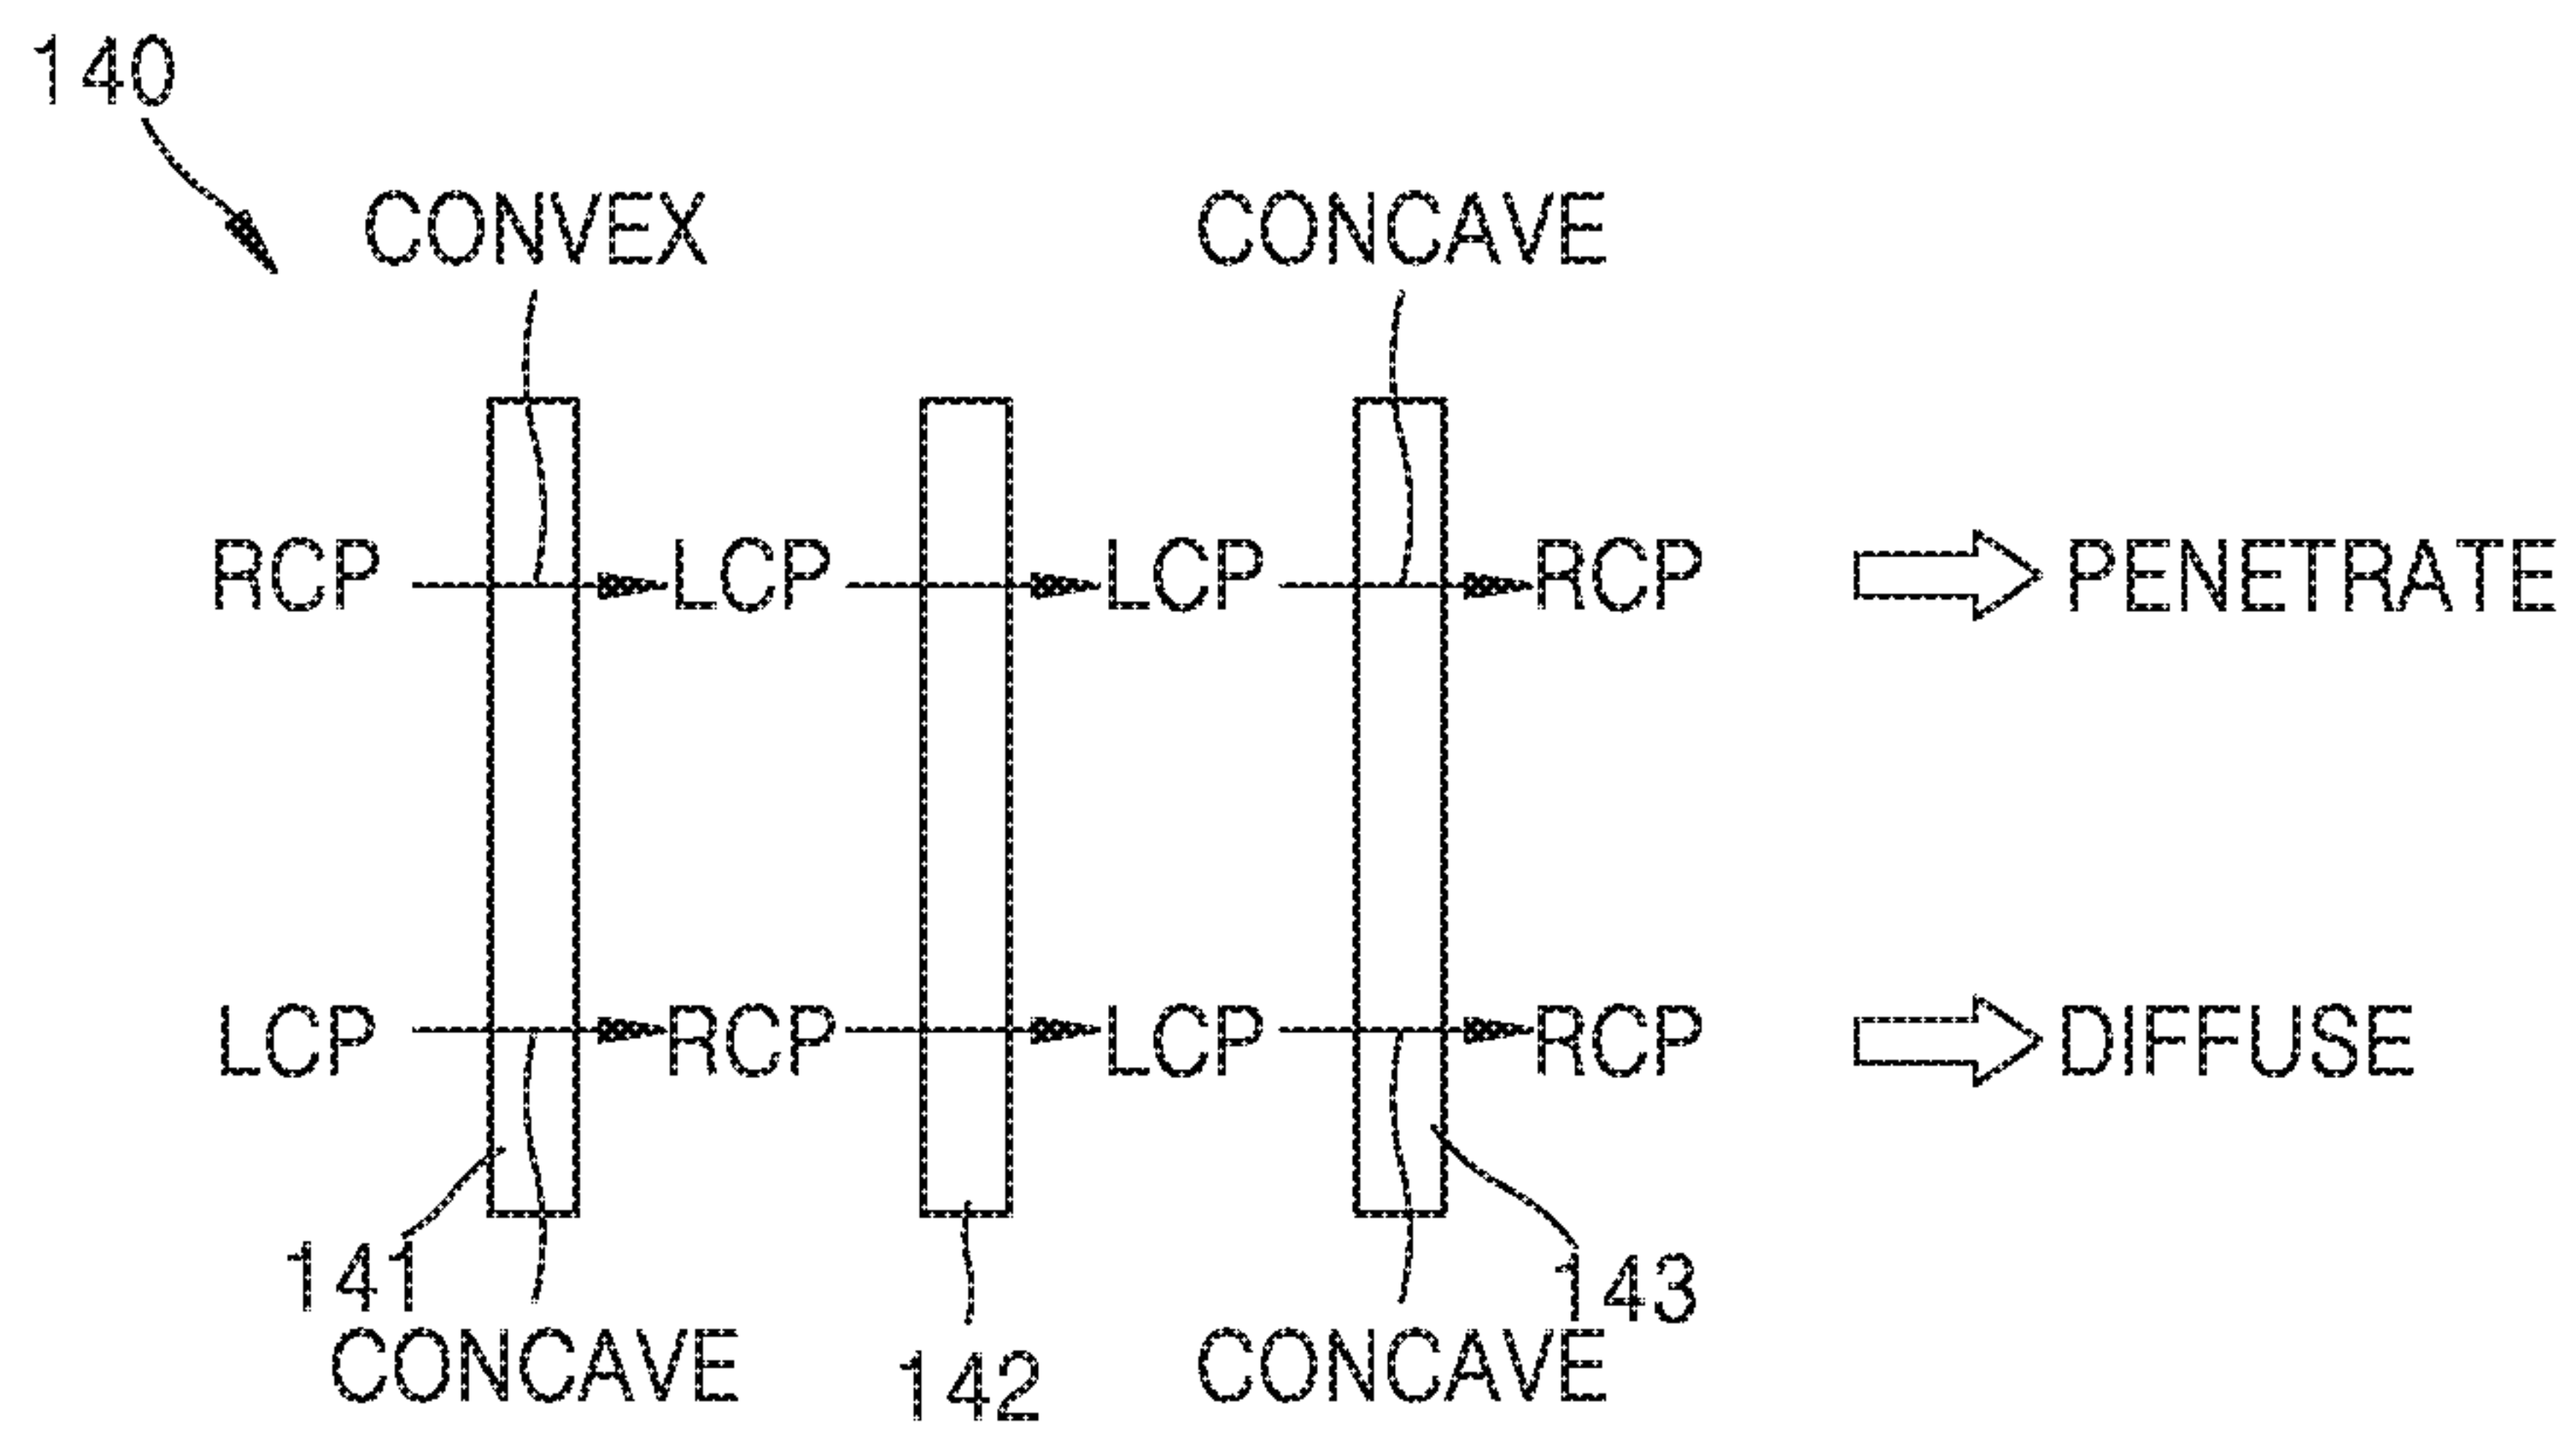 140
CONVEX CONCAVE
RCP LCP LCP RCP PENETRATE
LCP RCP LCP RCP DIFFUSE
141 143
CONCAVE 142 CONCAVE